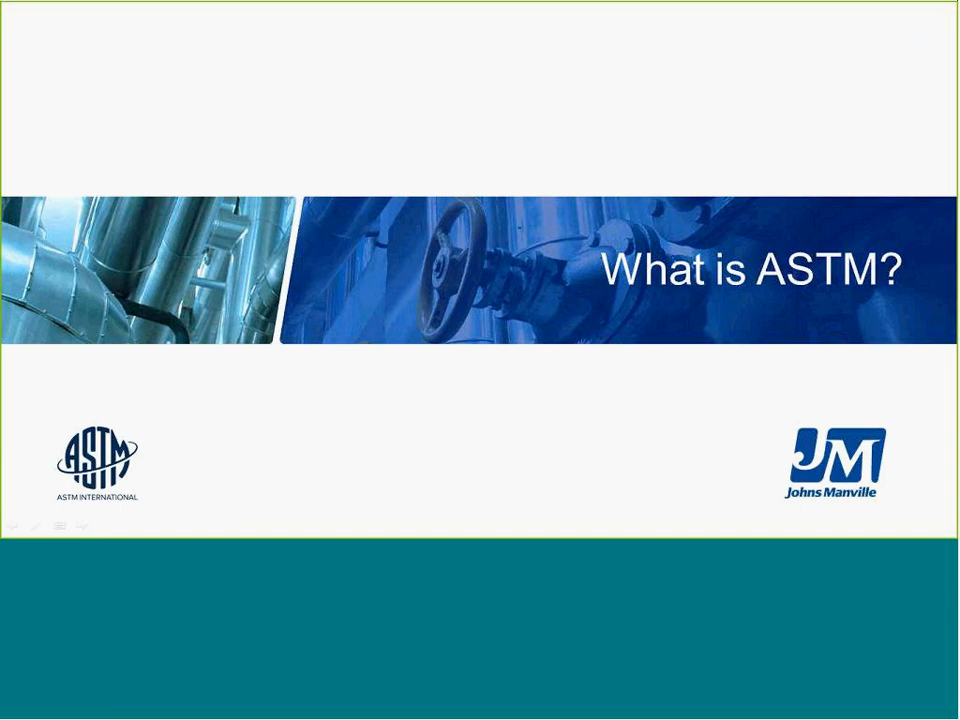 What is ASTM?
ASTM
ASTM INTERNATIONAL
JM
Johns Manville